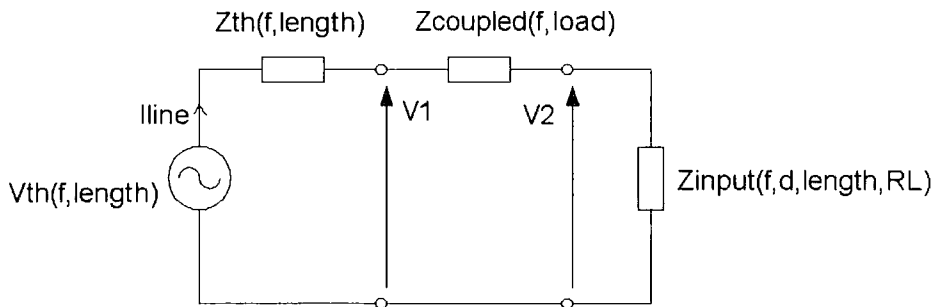 Zth(f,length)
Zcoupled(f,load)
Iline
V1
V2
Vth(f,length)
Zinput(f,d,length,RL)